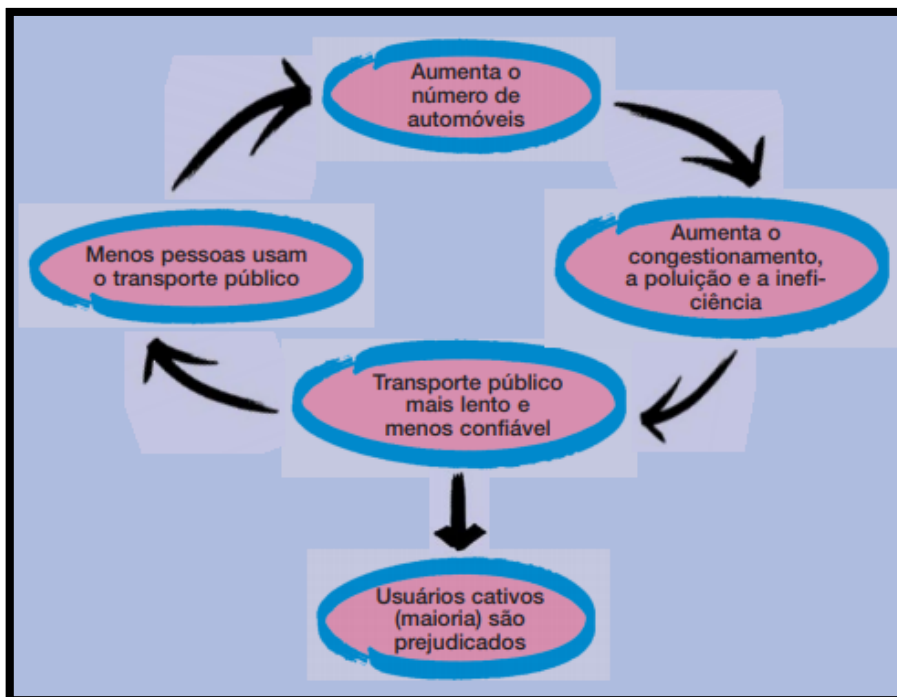 Aumenta o
número de
automóveis
Menos pessoas usam
o transporte público
Aumenta o
congestionamento,
a poluição e a inefi-
ciência
Transporte público
mais lento e
menos confiável
Usuários cativos
(maioria) são
prejudicados